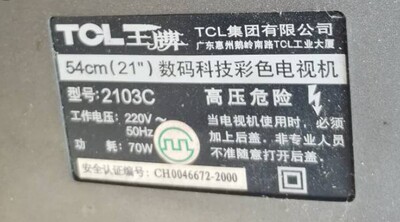 TCL王牌
TCL集团有限公司
广东惠州鹅岭南路TCL工业大厦
54cm(21")数码科技彩色电视机
型号:2103C
高压危险
工作电压:220V~
50Hz
功 耗:70W
当电视机使用时,必须
加上后盖。非专业人员
不准随意打开后盖。
安全认证编号:CH0046672-2000